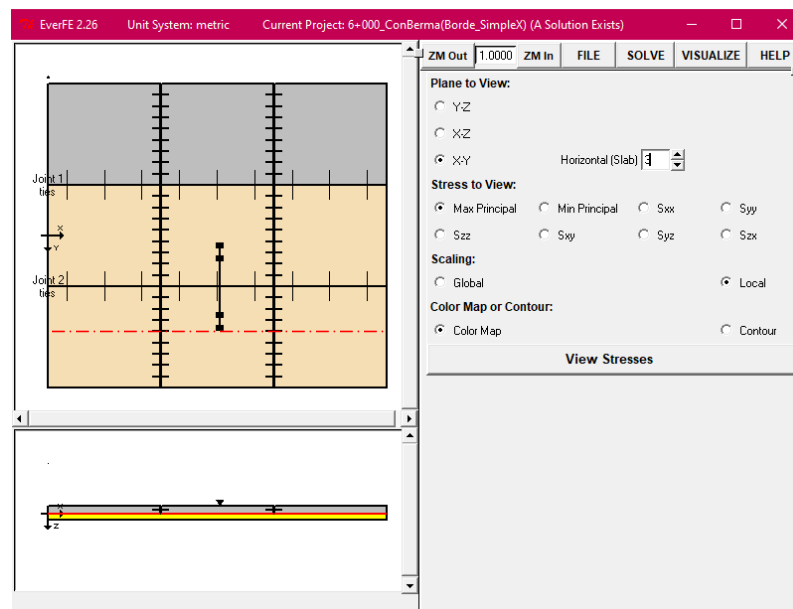 EverFE 2.26 Unit System: metric Current Project: 6+000_ConBerma(Borde_SimpleX) (A Solution Exists)
ZM Out 1.0000 ZM In FILE SOLVE VISUALIZE HELP
Plane to View:
Y-Z
X-Z
X-Y Horizontal (Slab) 3
Stress to View:
Max Principal Min Principal Sxx Syy
Szz Sxy Syz Szx
Scaling:
Global Local
Color Map or Contour:
Color Map Contour
View Stresses
Joint 1
ties
X
Y
Joint 2
ties
X
Z